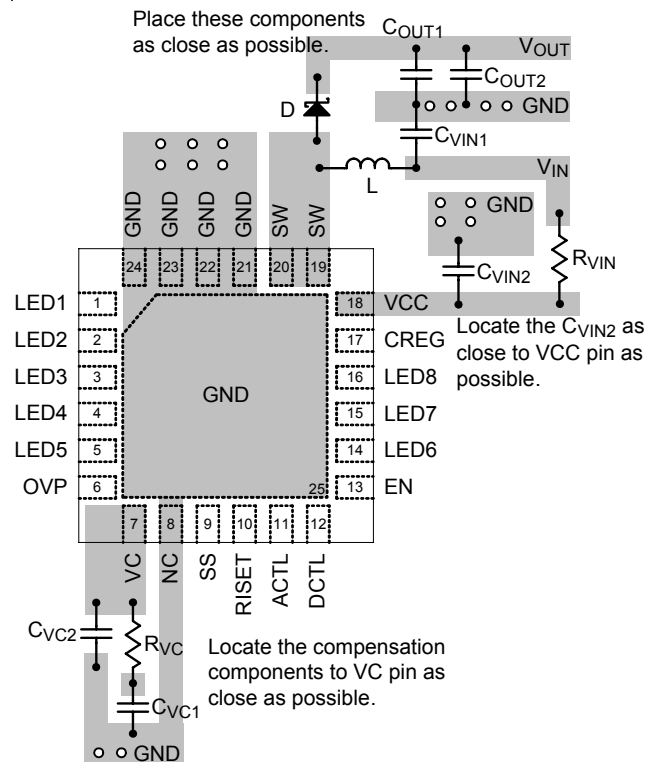 Place these components
as close as possible.
COUT1
VOUT
COUT2
D
GND
CVIN1
L
VIN
GND GND GND GND SW SW
24 23 22 21 20 19
GND
CVIN2
RVIN
LED1 1
LED2 2
LED3 3
LED4 4
LED5 5
OVP 6
18 VCC
17 CREG
16 LED8
15 LED7
14 LED6
13 EN
Locate the CVIN2 as
close to VCC pin as
possible.
GND
25
7 8 9 10 11 12
VC NC SS RISET ACTL DCTL
CVC2
RVC
CVC1
GND
Locate the compensation
components to VC pin as
close as possible.